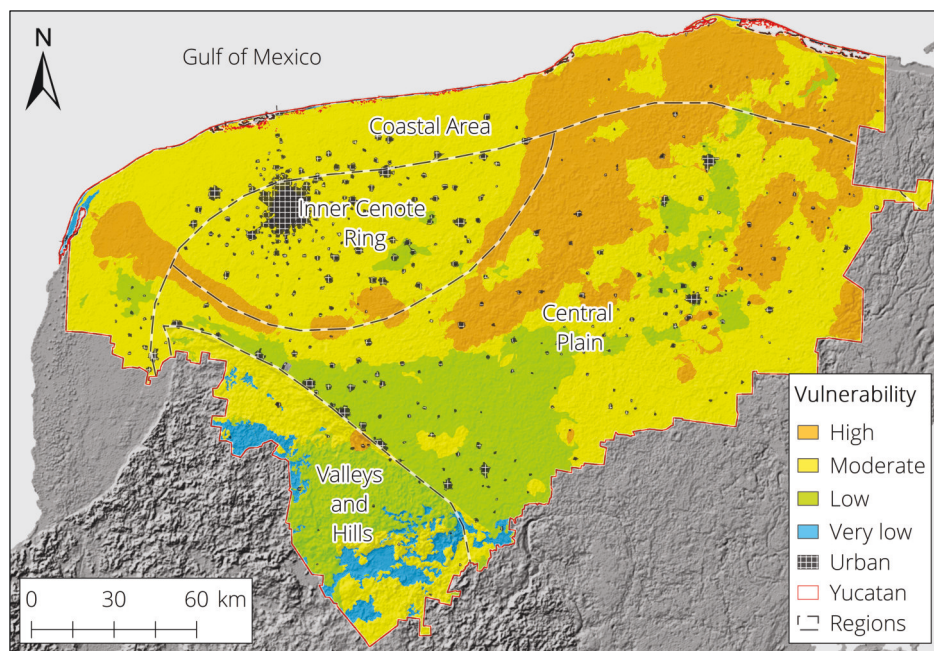 N
Gulf of Mexico
Coastal Area
Inner Cenote
Ring
Central
Plain
Valleys
and
Hills
Vulnerability
High
Moderate
Low
Very low
Urban
Yucatan
Regions
0 30 60 km